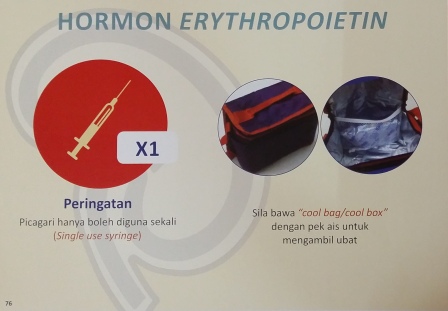 HORMON ERYTHROPOIETIN
X1
Peringatan
Picagari hanya boleh diguna sekali
(Single use syringe)
Sila bawa "cool bag/cool box"
dengan pek ais untuk
mengambil ubat
76